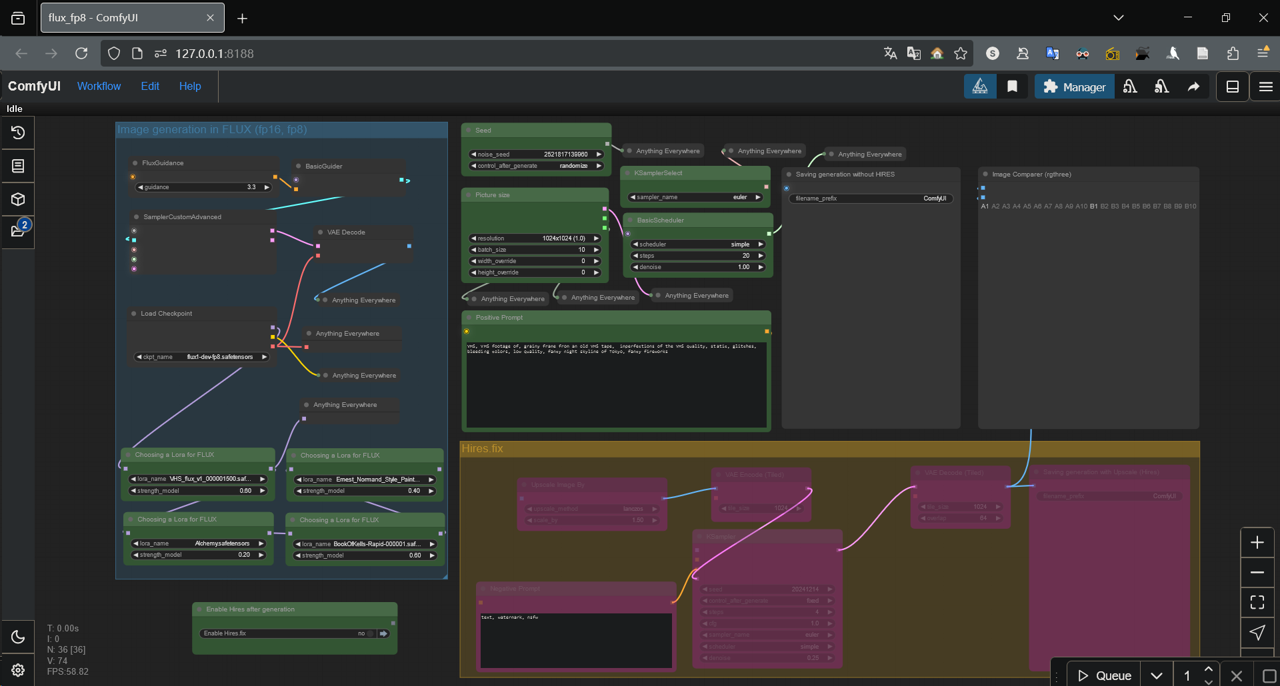 flux_fp8 - ComfyUI
127.0.0.1:8188
ComfyUI
Workflow
Edit
Help
Manager
Idle
2
Image generation in FLUX (fp16, fp8)
FluxGuidance
guidance 3.3
BasicGuider
SamplerCustomAdvanced
VAE Decode
Anything Everywhere
Load Checkpoint
ckpt_name flux1-dev-fp8.safetensors
Anything Everywhere
Anything Everywhere
Anything Everywhere
Choosing a Lora for FLUX
lora_name VHS_flux_v1_000001500.saf...
strength_model 0.60
Choosing a Lora for FLUX
lora_name Ernest_Normand_Style_Paint...
strength_model 0.40
Choosing a Lora for FLUX
lora_name Alchemy.safetensors
strength_model 0.20
Choosing a Lora for FLUX
lora_name BookOfKells-Rapid-000001.saf...
strength_model 0.60
Enable Hires after generation
Enable Hires.fix no
Seed
noise_seed 2521817139960
control_after_generate randomize
Anything Everywhere
Anything Everywhere
Anything Everywhere
KSamplerSelect
sampler_name euler
Picture size
resolution 1024x1024 (1.0)
batch_size 10
width_override 0
height_override 0
BasicScheduler
scheduler simple
steps 20
denoise 1.00
Anything Everywhere
Anything Everywhere
Anything Everywhere
Positive Prompt
VHS, VHS footage of, grainy frame from an old VHS tape, imperfections of the VHS quality, static, glitches,
bleeding colors, low quality, fancy night skyline of Tokyo, fancy fireworks
Saving generation without HIRES
filename_prefix ComfyUI
Image Comparer (rgthree)
A1 A2 A3 A4 A5 A6 A7 A8 A9 A10 B1 B2 B3 B4 B5 B6 B7 B8 B9 B10
Hires.fix
Upscale Image By
upscale_method lanczos
scale_by 1.50
VAE Encode (Tiled)
tile_size 1024
VAE Decode (Tiled)
tile_size 1024
overlap 64
filename_prefix ComfyUI
KSampler
seed 20241214
control_after_generate fixed
steps 4
cfg 1.0
sampler_name euler
scheduler simple
denoise 0.20
Negative Prompt
text, watermark, nsfw
T: 0.00s
I: 0
N: 36 [36]
V: 74
FPS:58.82
Queue
1